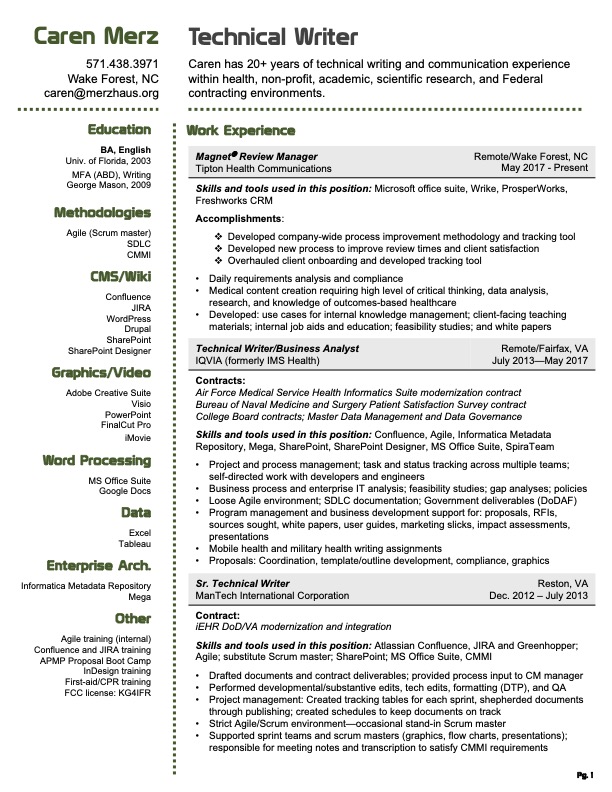 Caren Merz
571.438.3971
Wake Forest, NC
caren@merzhaus.org
Technical Writer
Caren has 20+ years of technical writing and communication experience
within health, non-profit, academic, scientific research, and Federal
contracting environments.
Education
BA, English
Univ. of Florida, 2003
MFA (ABD), Writing
George Mason, 2009
Methodologies
Agile (Scrum master)
SDLC
CMMI
CMS/Wiki
Confluence
JIRA
WordPress
Drupal
SharePoint
SharePoint Designer
Graphics/Video
Adobe Creative Suite
Visio
PowerPoint
FinalCut Pro
iMovie
Word Processing
MS Office Suite
Google Docs
Data
Excel
Tableau
Enterprise Arch.
Informatica Metadata Repository
Mega
Other
Agile training (internal)
Confluence and JIRA training
APMP Proposal Boot Camp
InDesign training
First-aid/CPR training
FCC license: KG4IFR
Work Experience
Magnet® Review Manager Remote/Wake Forest, NC
Tipton Health Communications May 2017 - Present
Skills and tools used in this position: Microsoft office suite, Wrike, ProsperWorks,
Freshworks CRM
Accomplishments:
❖ Developed company-wide process improvement methodology and tracking tool
❖ Developed new process to improve review times and client satisfaction
❖ Overhauled client onboarding and developed tracking tool
• Daily requirements analysis and compliance
• Medical content creation requiring high level of critical thinking, data analysis,
research, and knowledge of outcomes-based healthcare
• Developed: use cases for internal knowledge management; client-facing teaching
materials; internal job aids and education; feasibility studies; and white papers
Technical Writer/Business Analyst Remote/Fairfax, VA
IQVIA (formerly IMS Health) July 2013—May 2017
Contracts:
Air Force Medical Service Health Informatics Suite modernization contract
Bureau of Naval Medicine and Surgery Patient Satisfaction Survey contract
College Board contracts; Master Data Management and Data Governance
Skills and tools used in this position: Confluence, Agile, Informatica Metadata
Repository, Mega, SharePoint, SharePoint Designer, MS Office Suite, SpiraTeam
• Project and process management; task and status tracking across multiple teams;
self-directed work with developers and engineers
• Business process and enterprise IT analysis; feasibility studies; gap analyses; policies
• Loose Agile environment; SDLC documentation; Government deliverables (DoDAF)
• Program management and business development support for: proposals, RFIs,
sources sought, white papers, user guides, marketing slicks, impact assessments,
presentations
• Mobile health and military health writing assignments
• Proposals: Coordination, template/outline development, compliance, graphics
Sr. Technical Writer Reston, VA
ManTech International Corporation Dec. 2012 – July 2013
Contract:
iEHR DoD/VA modernization and integration
Skills and tools used in this position: Atlassian Confluence, JIRA and Greenhopper;
Agile; substitute Scrum master; SharePoint; MS Office Suite, CMMI
• Drafted documents and contract deliverables; provided process input to CM manager
• Performed developmental/substantive edits, tech edits, formatting (DTP), and QA
• Project management: Created tracking tables for each sprint, shepherded documents
through publishing; created schedules to keep documents on track
• Strict Agile/Scrum environment—occasional stand-in Scrum master
• Supported sprint teams and scrum masters (graphics, flow charts, presentations);
responsible for meeting notes and transcription to satisfy CMMI requirements
Pg. 1